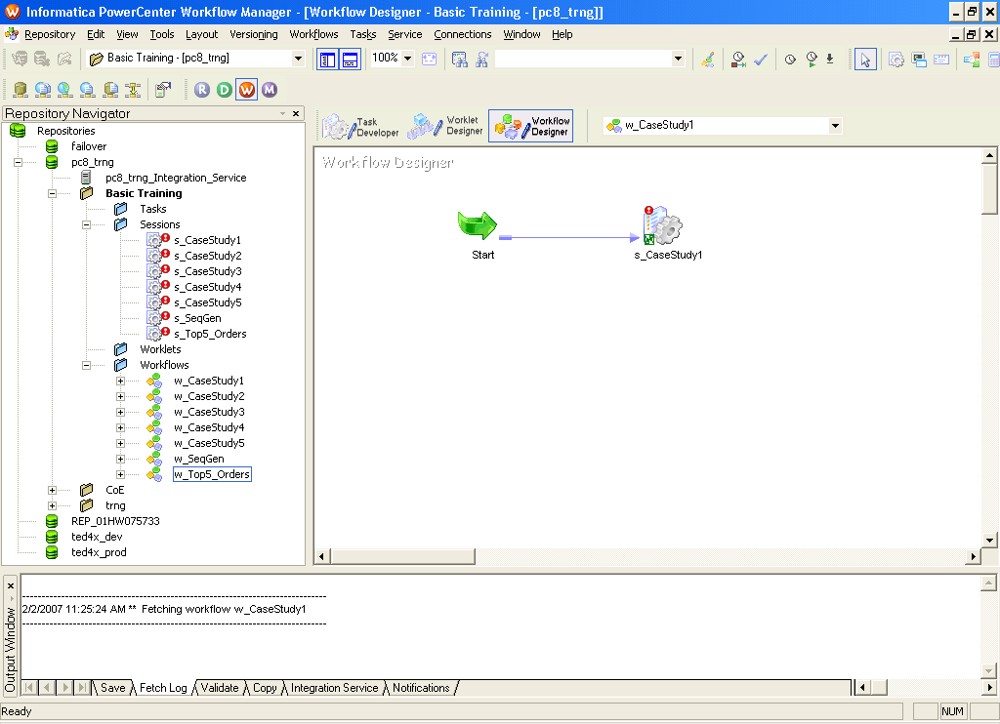 Informatica PowerCenter Workflow Manager - [Workflow Designer - Basic Training - [pc8_trng]]
Repository Edit View Tools Layout Versioning Workflows Tasks Service Connections Window Help
Basic Training - [pc8_trng] 100%
R D W M
Repository Navigator
Repositories
failover
pc8_trng
pc8_trng_Integration_Service
Basic Training
Tasks
Sessions
s_CaseStudy1
s_CaseStudy2
s_CaseStudy3
s_CaseStudy4
s_CaseStudy5
s_SeqGen
s_Top5_Orders
Worklets
Workflows
w_CaseStudy1
w_CaseStudy2
w_CaseStudy3
w_CaseStudy4
w_CaseStudy5
w_SeqGen
w_Top5_Orders
CoE
trng
REP_01HW075733
ted4x_dev
ted4x_prod
Task Developer
Worklet Designer
Workflow Designer
w_CaseStudy1
Workflow Designer
Start
s_CaseStudy1
Output Window
2/2/2007 11:25:24 AM ** Fetching workflow w_CaseStudy1
Save Fetch Log Validate Copy Integration Service Notifications
Ready
NUM